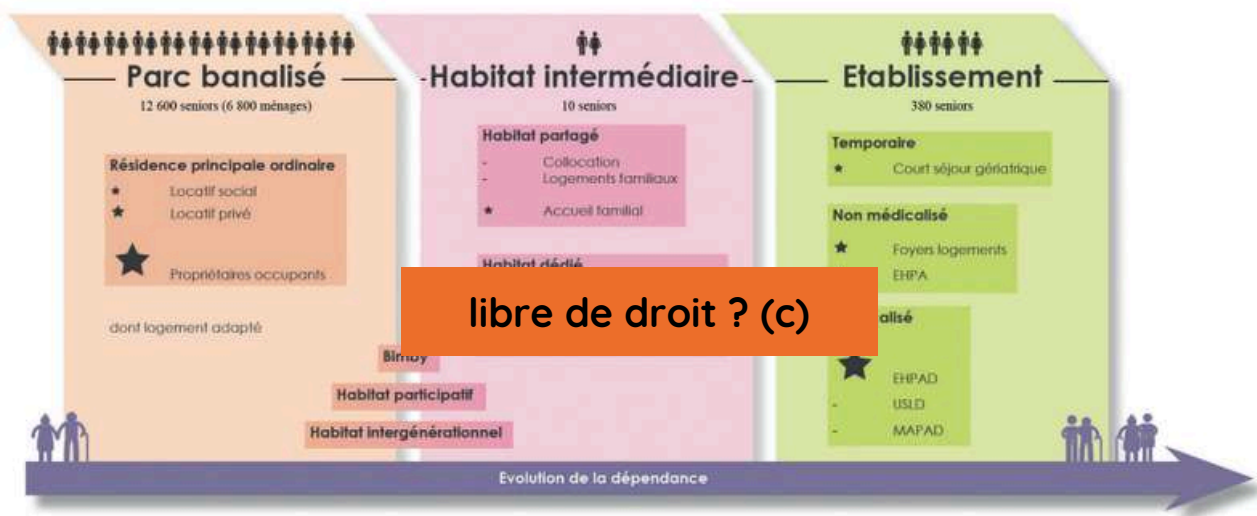 Parc banalisé
12 600 seniors (6 800 ménages)
Résidence principale ordinaire
Locatif social
Locatif privé
Propriétaires occupants
dont logement adapté
Habitat intermédiaire
10 seniors
Habitat partagé
- Collocation
- Logements familiaux
Accueil familial
Habitat dédié
libre de droit ? (c)
Bimby
Habitat participatif
Habitat intergénérationnel
Etablissement
380 seniors
Temporaire
Court séjour gériatrique
Non médicalisé
Foyers logements
EHPA
alisé
EHPAD
- USLD
- MAPAD
Evolution de la dépendance